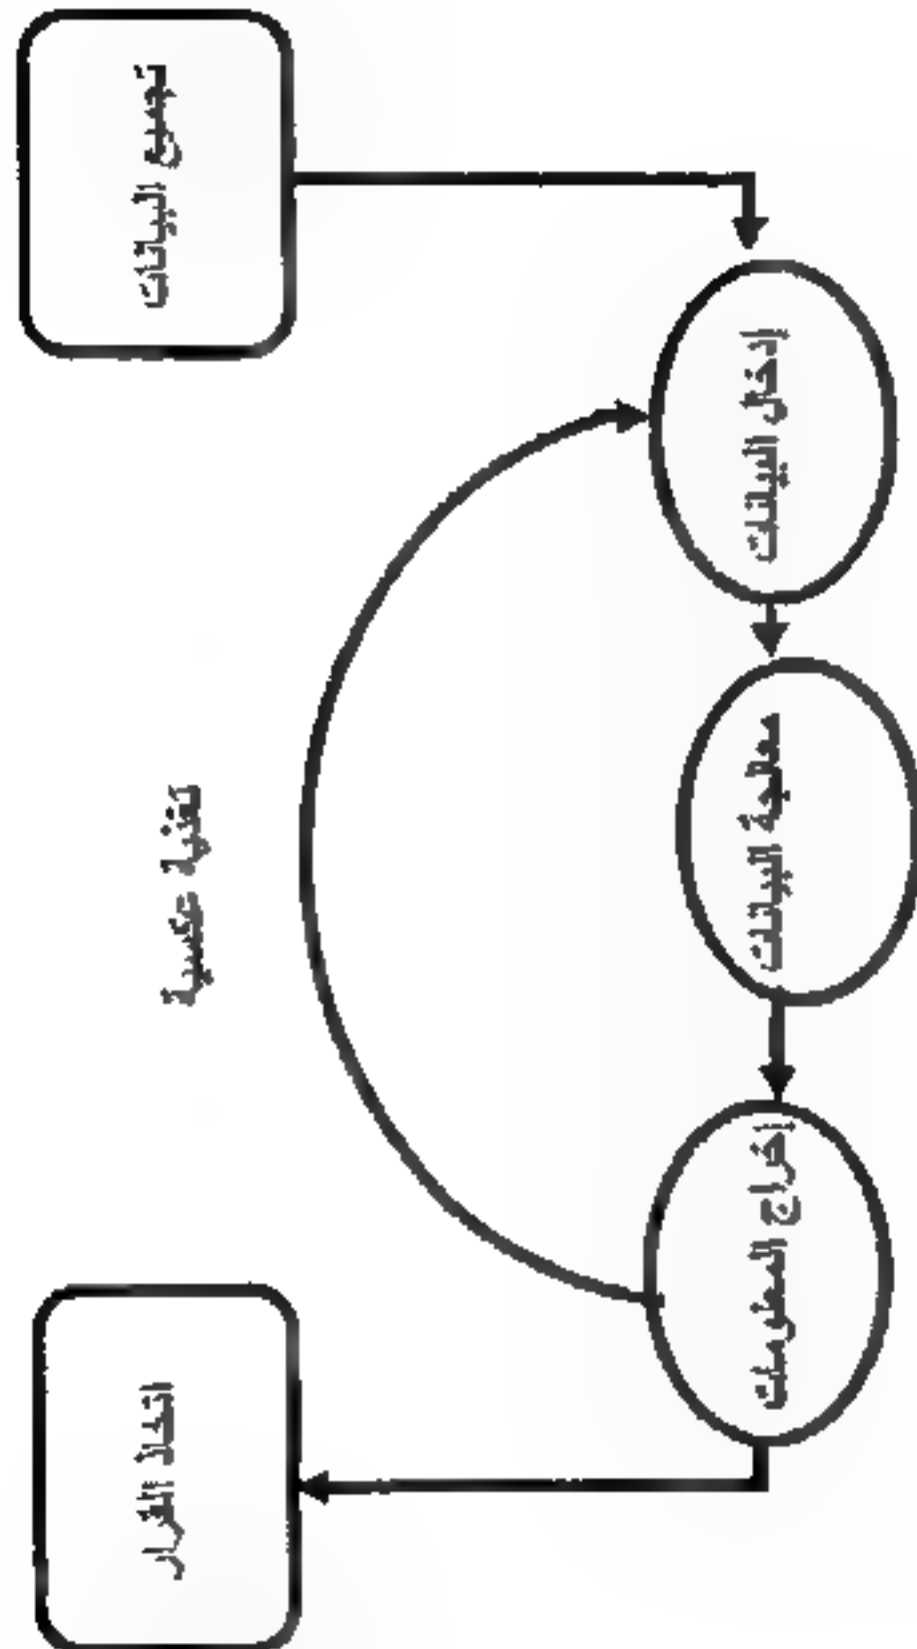 تجميع البيانات
إدخال البيانات
معالجة البيانات
إخراج المعلومات
اتخاذ القرار
تغذية عكسية